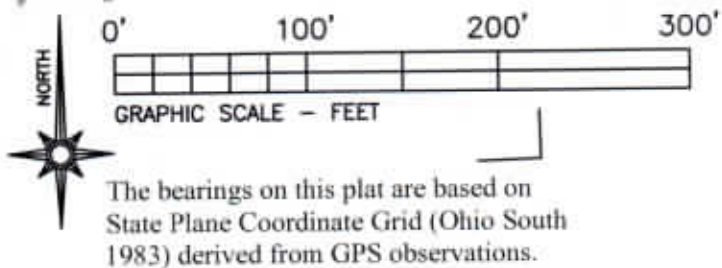 0' 100' 200' 300'
NORTH
GRAPHIC SCALE – FEET
The bearings on this plat are based on
State Plane Coordinate Grid (Ohio South
1983) derived from GPS observations.